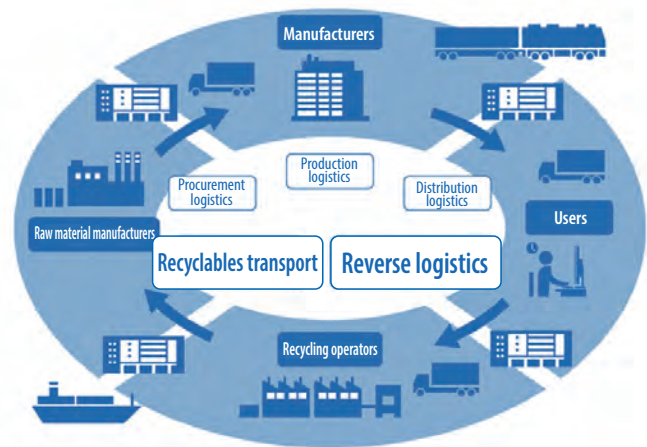 Manufacturers
Production
logistics
Procurement
logistics
Distribution
logistics
Raw material manufacturers
Users
Recyclables transport
Reverse logistics
Recycling operators